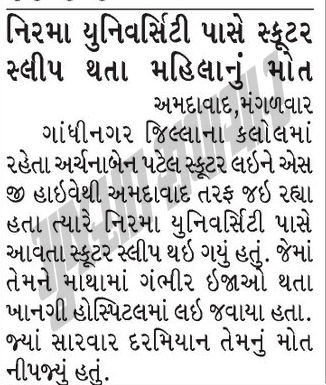 નિરમા યુનિવર્સિટી પાસે સ્કૂટર
સ્લીપ થતા મહિલાનું મોત
અમદાવાદ,મંગળવાર
ગાંધીનગર જિલ્લાના કલોલમાં
રહેતા અર્ચનાબેન પટેલ સ્કૂટર લઇને એસ
જી હાઇવેથી અમદાવાદ તરફ જઇ રહ્યા
હતા ત્યારે નિરમા યુનિવર્સિટી પાસે
આવતા સ્કૂટર સ્લીપ થઇ ગયું હતું. જેમાં
તેમને માથામાં ગંભીર ઇજાઓ થતા
ખાનગી હોસ્પિટલમાં લઇ જવાયા હતા.
જ્યાં સારવાર દરમિયાન તેમનું મોત
નીપજ્યું હતું.